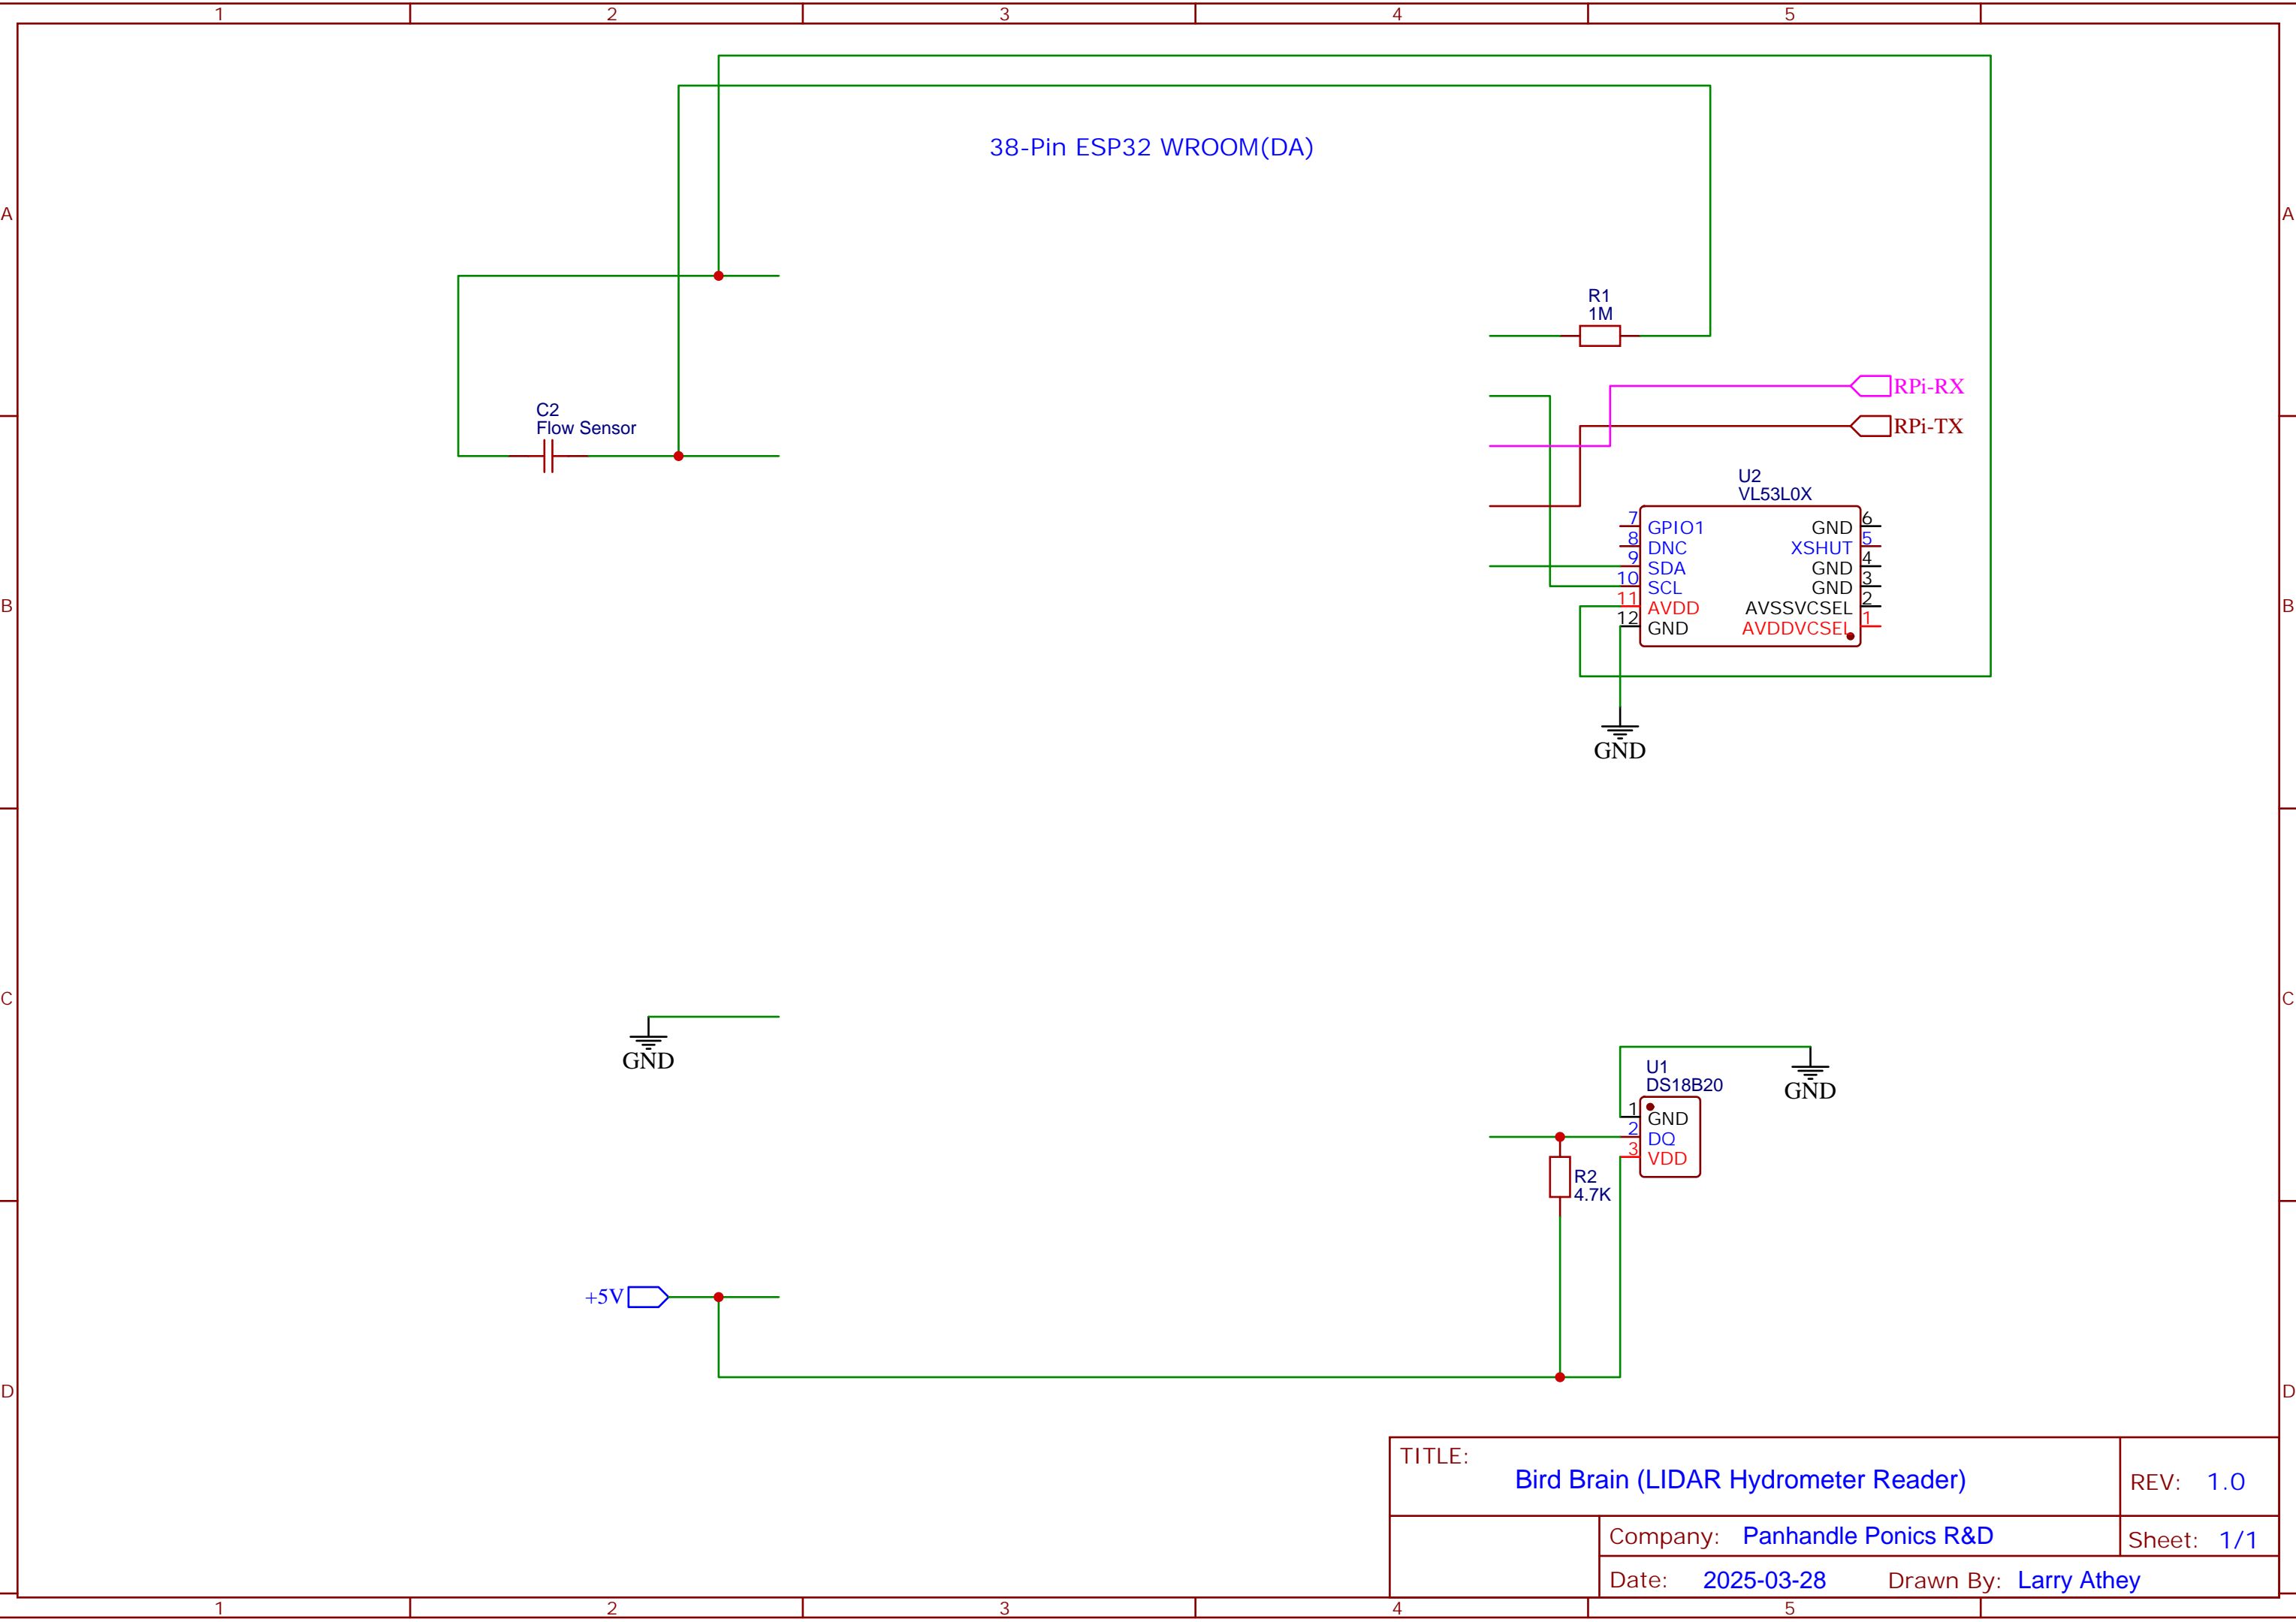 1 2 3 4 5
38-Pin ESP32 WROOM(DA)
A A
R1
1M
RPi-RX
C2
Flow Sensor
RPi-TX
U2
VL53L0X
7 GPIO1 GND 6
8 DNC XSHUT 5
9 SDA GND 4
10 SCL GND 3
11 AVDD AVSSVCSEL 2
12 GND AVDDVCSEL 1
B B
GND
C C
GND
U1
DS18B20
GND
1 GND
2 DQ
3 VDD
R2
4.7K
+5V
D D
TITLE:
Bird Brain (LIDAR Hydrometer Reader)
REV: 1.0
Company: Panhandle Ponics R&D
Sheet: 1/1
Date: 2025-03-28 Drawn By: Larry Athey
1 2 3 4 5